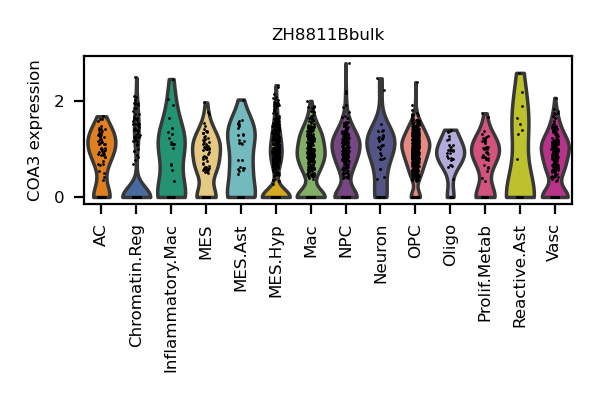 ZH8811Bbulk
COA3 expression
2
0
AC
Chromatin.Reg
Inflammatory.Mac
MES
MES.Ast
MES.Hyp
Mac
NPC
Neuron
OPC
Oligo
Prolif.Metab
Reactive.Ast
Vasc